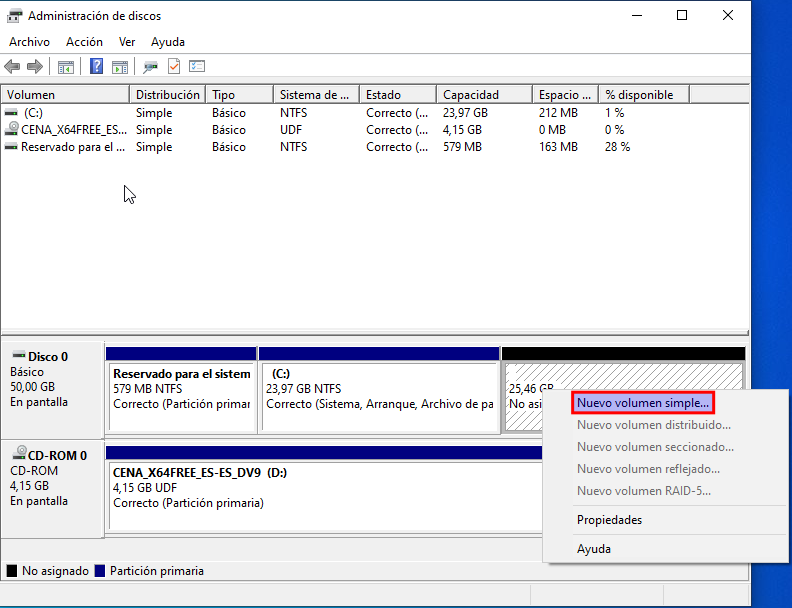 Administración de discos
Archivo Acción Ver Ayuda
Volumen Distribución Tipo Sistema de ... Estado Capacidad Espacio ... % disponible
(C:) Simple Básico NTFS Correcto (... 23,97 GB 212 MB 1 %
CENA_X64FREE_ES... Simple Básico UDF Correcto (... 4,15 GB 0 MB 0 %
Reservado para el ... Simple Básico NTFS Correcto (... 579 MB 163 MB 28 %
Disco 0
Básico
50,00 GB
En pantalla
Reservado para el sistem
579 MB NTFS
Correcto (Partición primar
(C:)
23,97 GB NTFS
Correcto (Sistema, Arranque, Archivo de pa
25,46 GB
No asi
Nuevo volumen simple...
Nuevo volumen distribuido...
Nuevo volumen seccionado...
Nuevo volumen reflejado...
Nuevo volumen RAID-5...
Propiedades
Ayuda
CD-ROM 0
CD-ROM
4,15 GB
En pantalla
CENA_X64FREE_ES-ES_DV9 (D:)
4,15 GB UDF
Correcto (Partición primaria)
No asignado Partición primaria